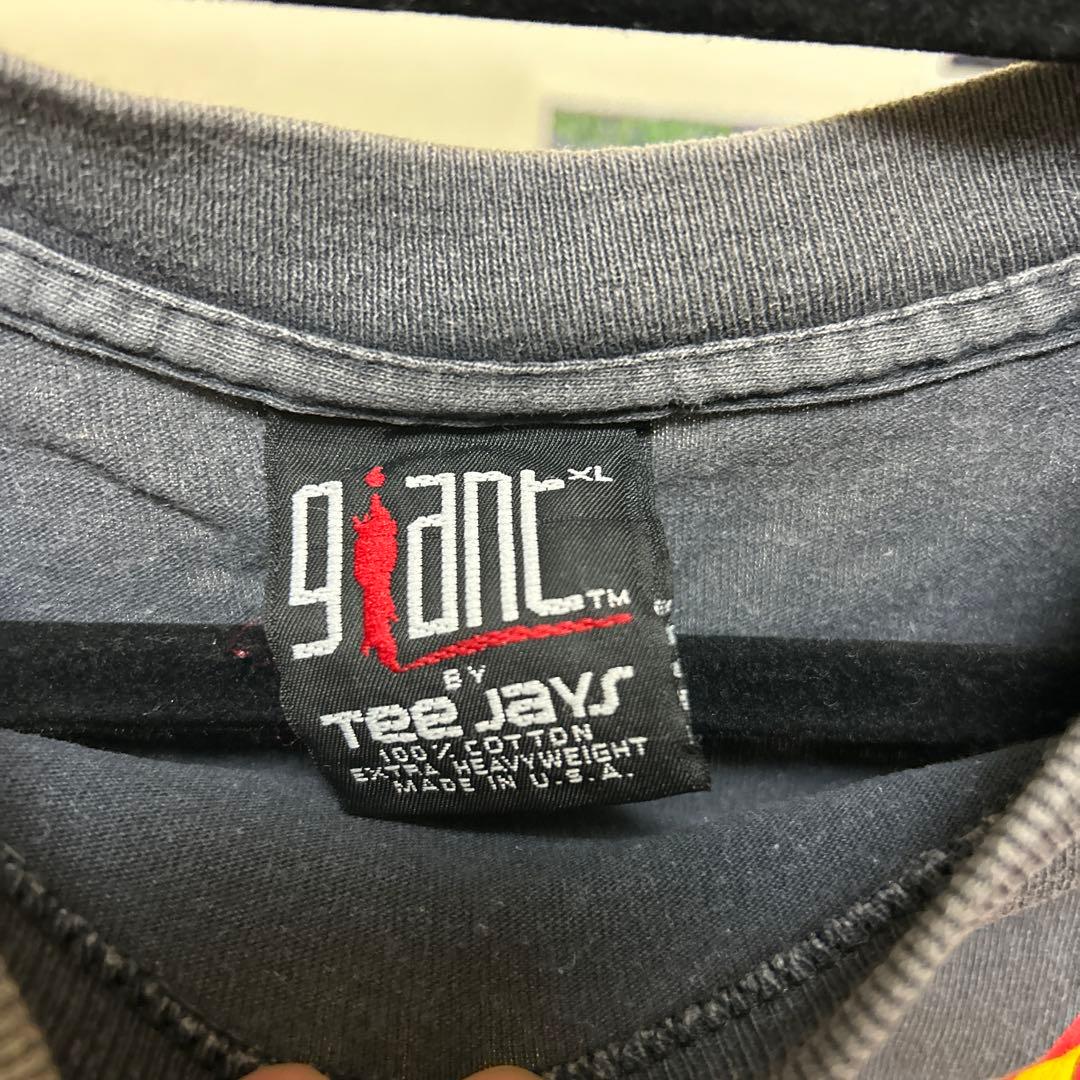 giant XL
TM
BY
Tee Jays
100% COTTON
EXTRA HEAVYWEIGHT
MADE IN U.S.A.